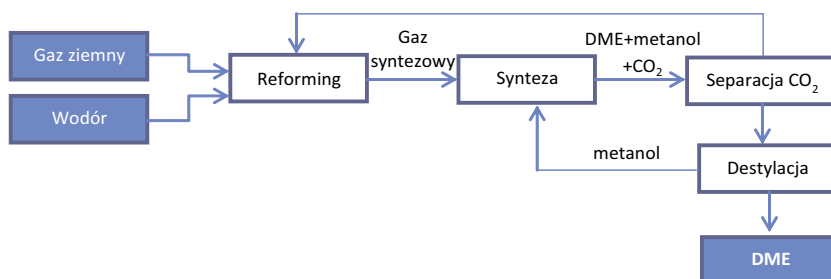 Gaz ziemny
Wodór
Reforming
Gaz
syntezowy
Synteza
DME+metanol
+CO₂
Separacja CO₂
metanol
Destylacja
DME